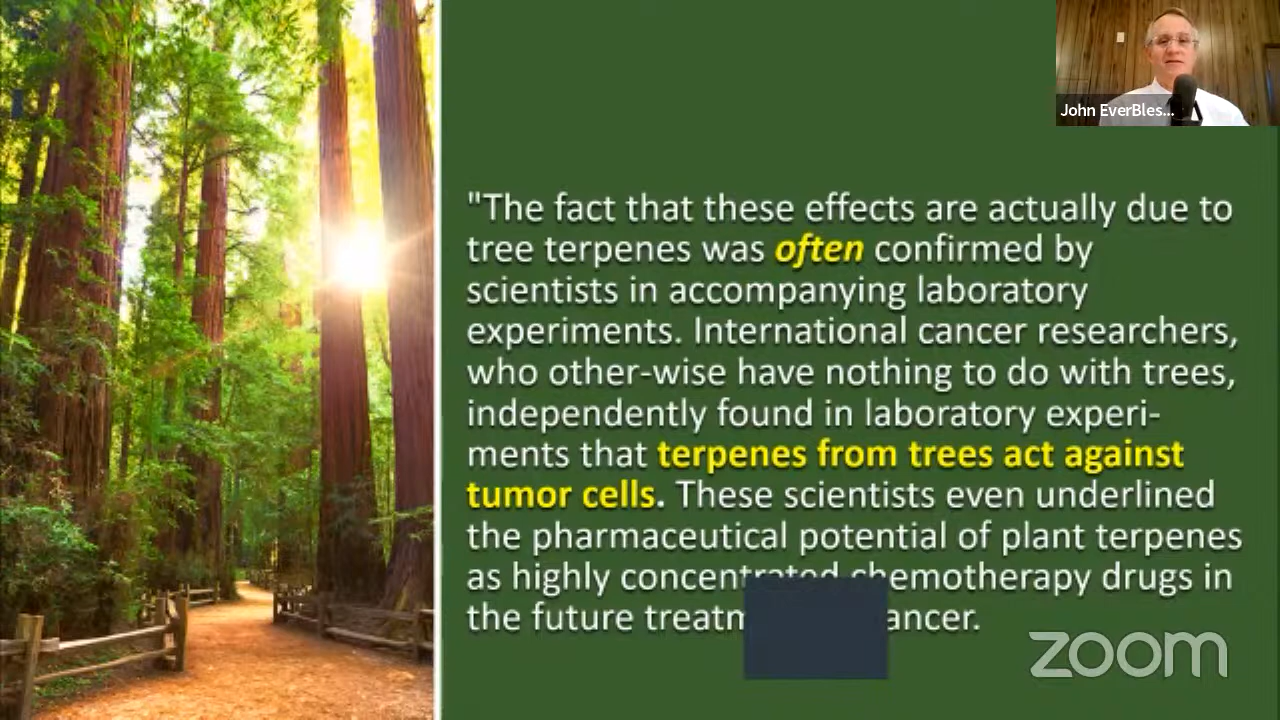 John EverBles...
"The fact that these effects are actually due to
tree terpenes was often confirmed by
scientists in accompanying laboratory
experiments. International cancer researchers,
who other-wise have nothing to do with trees,
independently found in laboratory experi-
ments that terpenes from trees act against
tumor cells. These scientists even underlined
the pharmaceutical potential of plant terpenes
as highly concentrated chemotherapy drugs in
the future ancer.
zoom